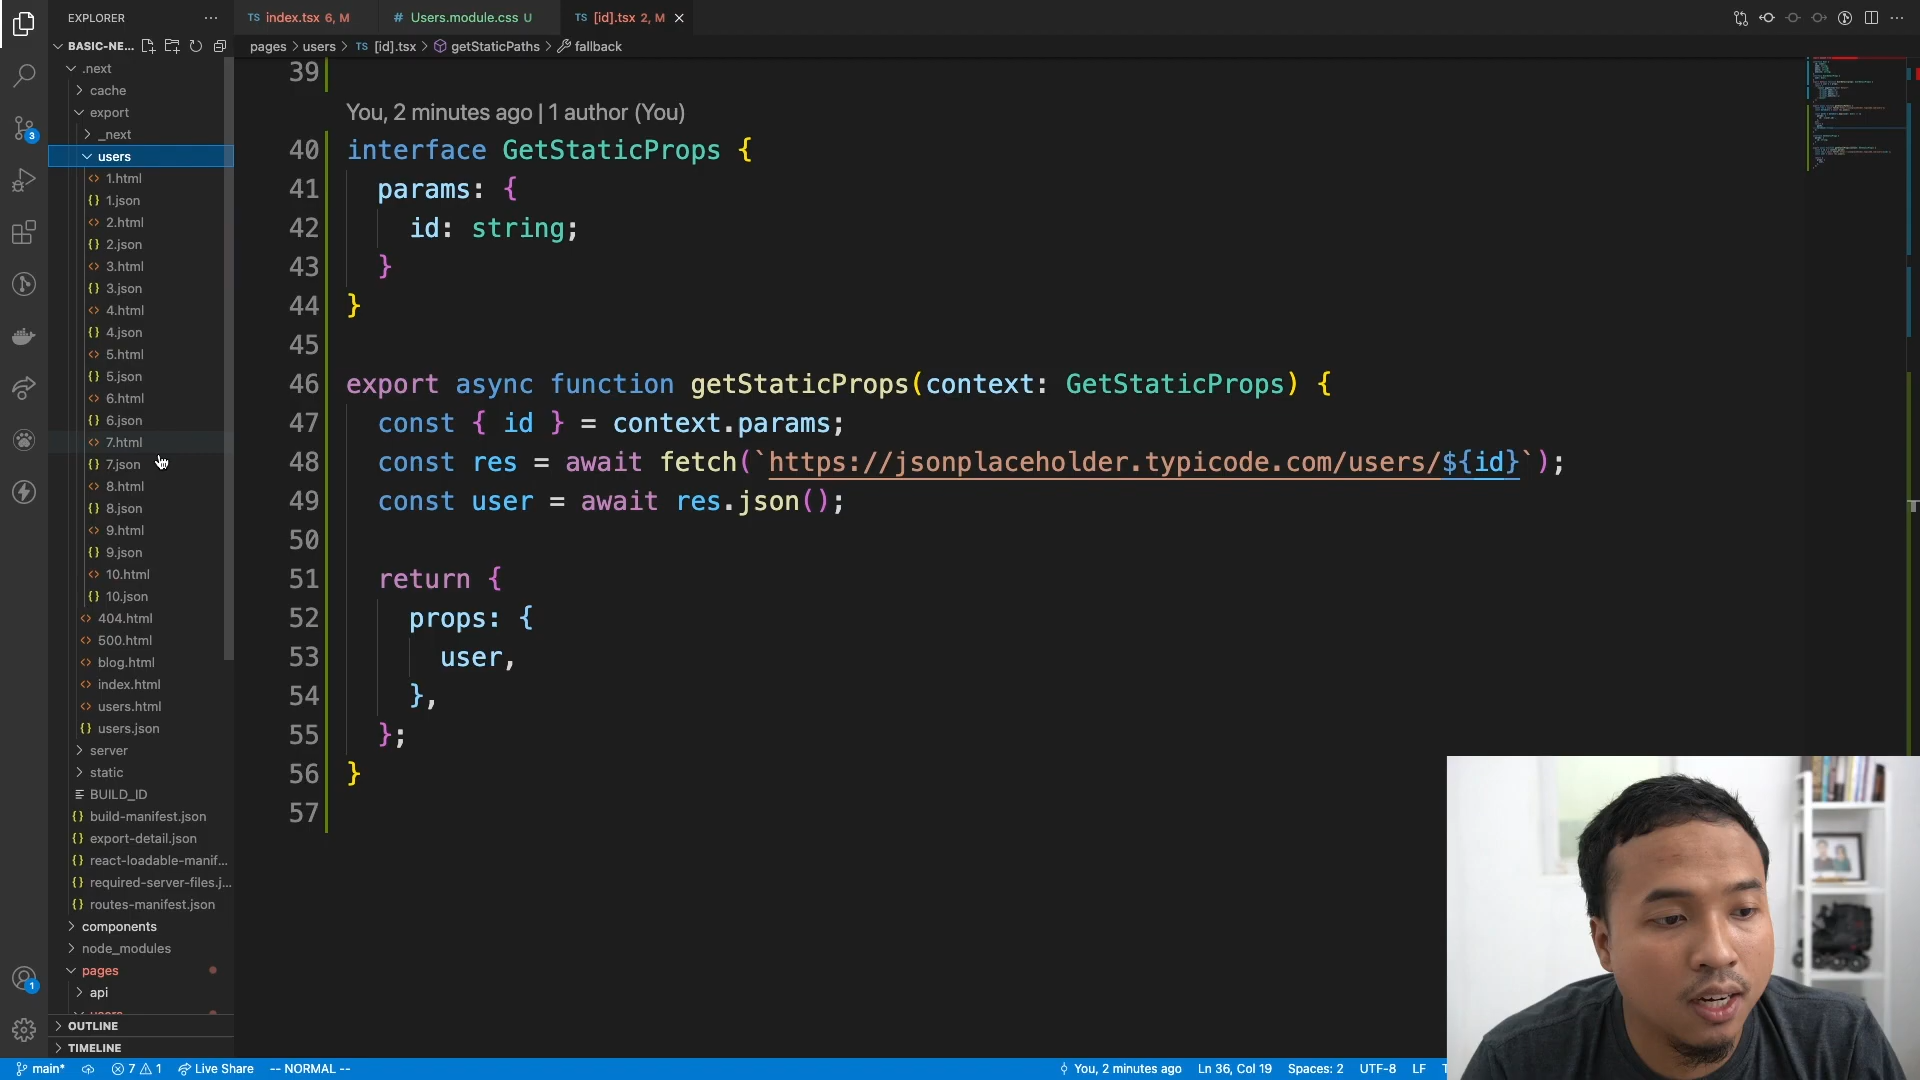 EXPLORER
index.tsx 6, M
Users.module.css U
[id].tsx 2, M
BASIC-NE...
pages > users > TS [id].tsx > getStaticPaths > fallback
.next
cache
export
_next
users
1.html
1.json
2.html
2.json
3.html
3.json
4.html
4.json
5.html
5.json
6.html
6.json
7.html
7.json
8.html
8.json
9.html
9.json
10.html
10.json
404.html
500.html
blog.html
index.html
users.html
users.json
server
static
BUILD_ID
build-manifest.json
export-detail.json
react-loadable-manif...
required-server-files.j...
routes-manifest.json
components
node_modules
pages
api
OUTLINE
TIMELINE
39
You, 2 minutes ago | 1 author (You)
40 interface GetStaticProps {
41 params: {
42 id: string;
43 }
44 }
45
46 export async function getStaticProps(context: GetStaticProps) {
47 const { id } = context.params;
48 const res = await fetch(`https://jsonplaceholder.typicode.com/users/${id}`);
49 const user = await res.json();
50
51 return {
52 props: {
53 user,
54 },
55 };
56 }
57
3
1
main* 7 1 Live Share -- NORMAL -- You, 2 minutes ago Ln 36, Col 19 Spaces: 2 UTF-8 LF